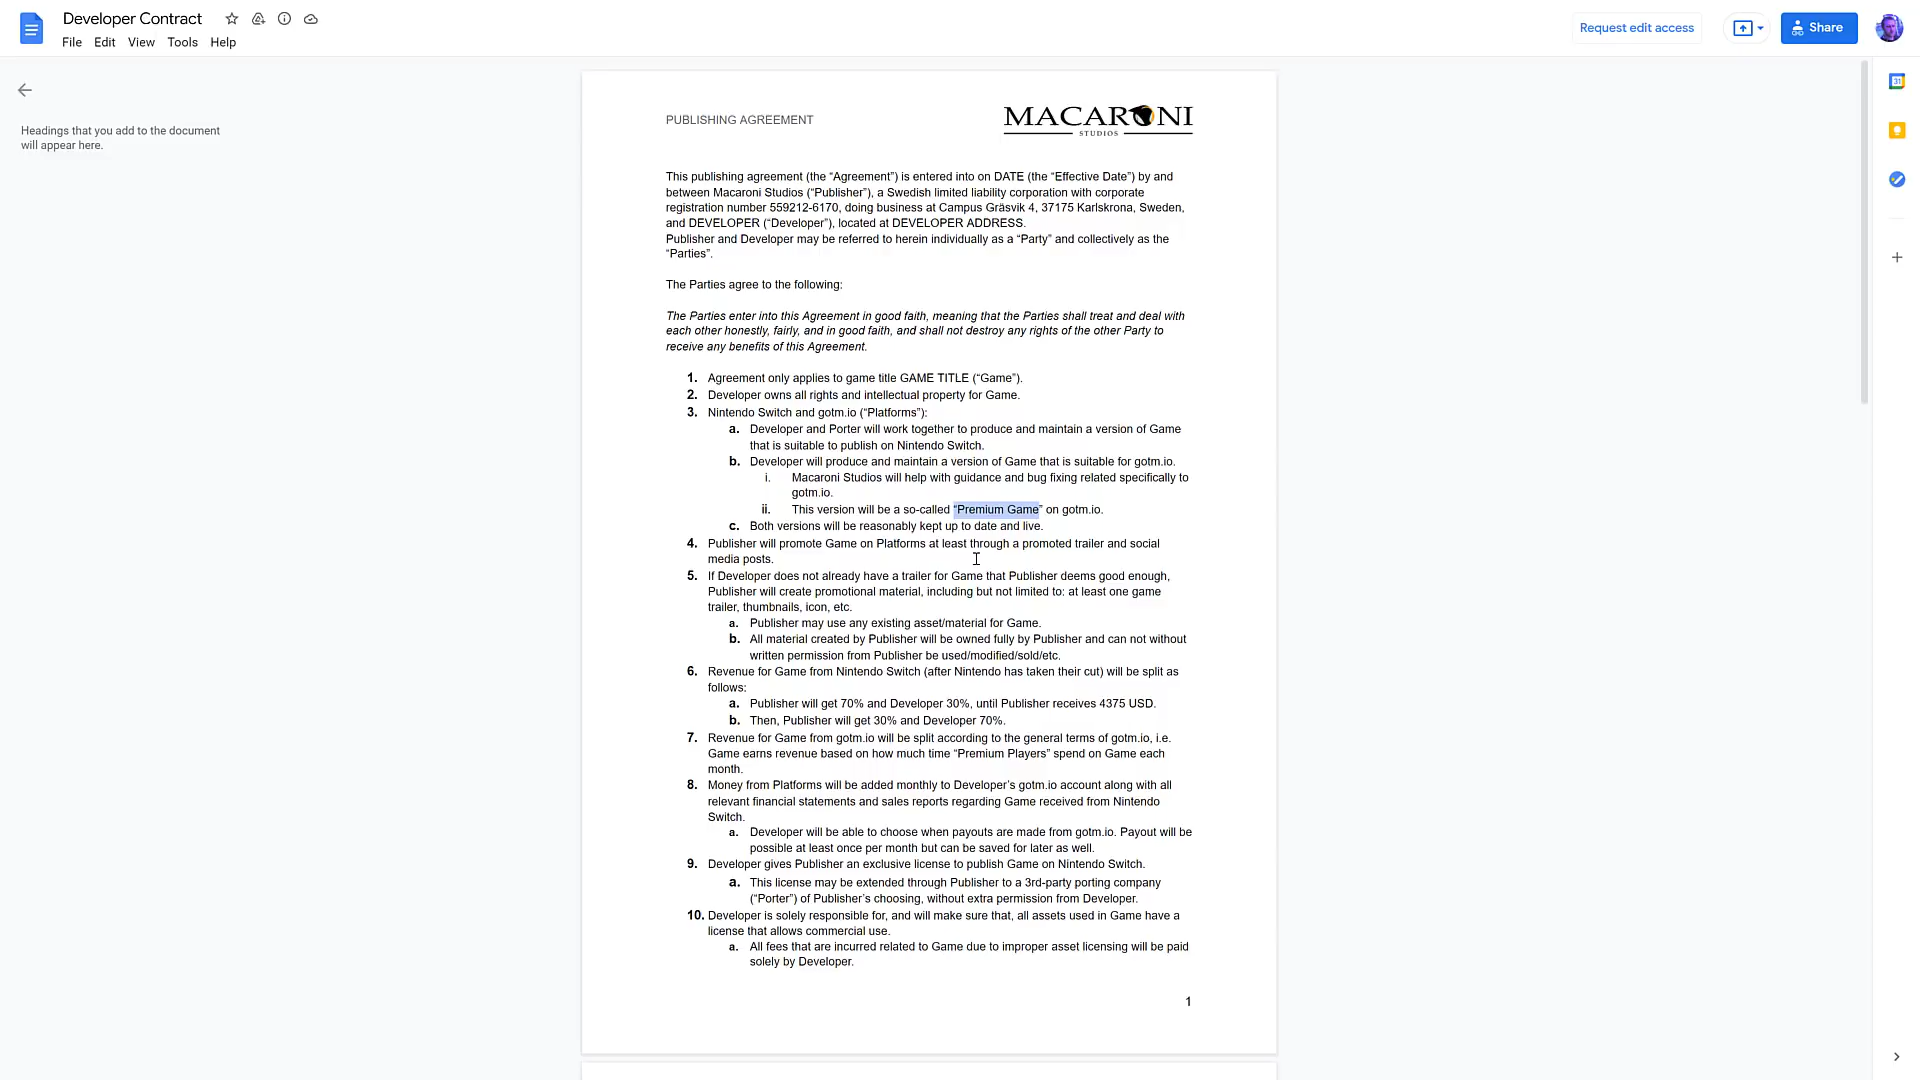 Developer Contract
File Edit View Tools Help
Request edit access
Share
Headings that you add to the document
will appear here.
PUBLISHING AGREEMENT
MACARONI
STUDIOS
This publishing agreement (the “Agreement”) is entered into on DATE (the “Effective Date”) by and
between Macaroni Studios (“Publisher”), a Swedish limited liability corporation with corporate
registration number 559212-6170, doing business at Campus Gräsvik 4, 37175 Karlskrona, Sweden,
and DEVELOPER (“Developer”), located at DEVELOPER ADDRESS.
Publisher and Developer may be referred to herein individually as a “Party” and collectively as the
“Parties”.
The Parties agree to the following:
The Parties enter into this Agreement in good faith, meaning that the Parties shall treat and deal with
each other honestly, fairly, and in good faith, and shall not destroy any rights of the other Party to
receive any benefits of this Agreement.
1. Agreement only applies to game title GAME TITLE (“Game”).
2. Developer owns all rights and intellectual property for Game.
3. Nintendo Switch and gotm.io (“Platforms”):
a. Developer and Porter will work together to produce and maintain a version of Game
that is suitable to publish on Nintendo Switch.
b. Developer will produce and maintain a version of Game that is suitable for gotm.io.
i. Macaroni Studios will help with guidance and bug fixing related specifically to
gotm.io.
ii. This version will be a so-called “Premium Game” on gotm.io.
c. Both versions will be reasonably kept up to date and live.
4. Publisher will promote Game on Platforms at least through a promoted trailer and social
media posts.
5. If Developer does not already have a trailer for Game that Publisher deems good enough,
Publisher will create promotional material, including but not limited to: at least one game
trailer, thumbnails, icon, etc.
a. Publisher may use any existing asset/material for Game.
b. All material created by Publisher will be owned fully by Publisher and can not without
written permission from Publisher be used/modified/sold/etc.
6. Revenue for Game from Nintendo Switch (after Nintendo has taken their cut) will be split as
follows:
a. Publisher will get 70% and Developer 30%, until Publisher receives 4375 USD.
b. Then, Publisher will get 30% and Developer 70%.
7. Revenue for Game from gotm.io will be split according to the general terms of gotm.io, i.e.
Game earns revenue based on how much time “Premium Players” spend on Game each
month.
8. Money from Platforms will be added monthly to Developer’s gotm.io account along with all
relevant financial statements and sales reports regarding Game received from Nintendo
Switch.
a. Developer will be able to choose when payouts are made from gotm.io. Payout will be
possible at least once per month but can be saved for later as well.
9. Developer gives Publisher an exclusive license to publish Game on Nintendo Switch.
a. This license may be extended through Publisher to a 3rd-party porting company
(“Porter”) of Publisher’s choosing, without extra permission from Developer.
10. Developer is solely responsible for, and will make sure that, all assets used in Game have a
license that allows commercial use.
a. All fees that are incurred related to Game due to improper asset licensing will be paid
solely by Developer.
1
31